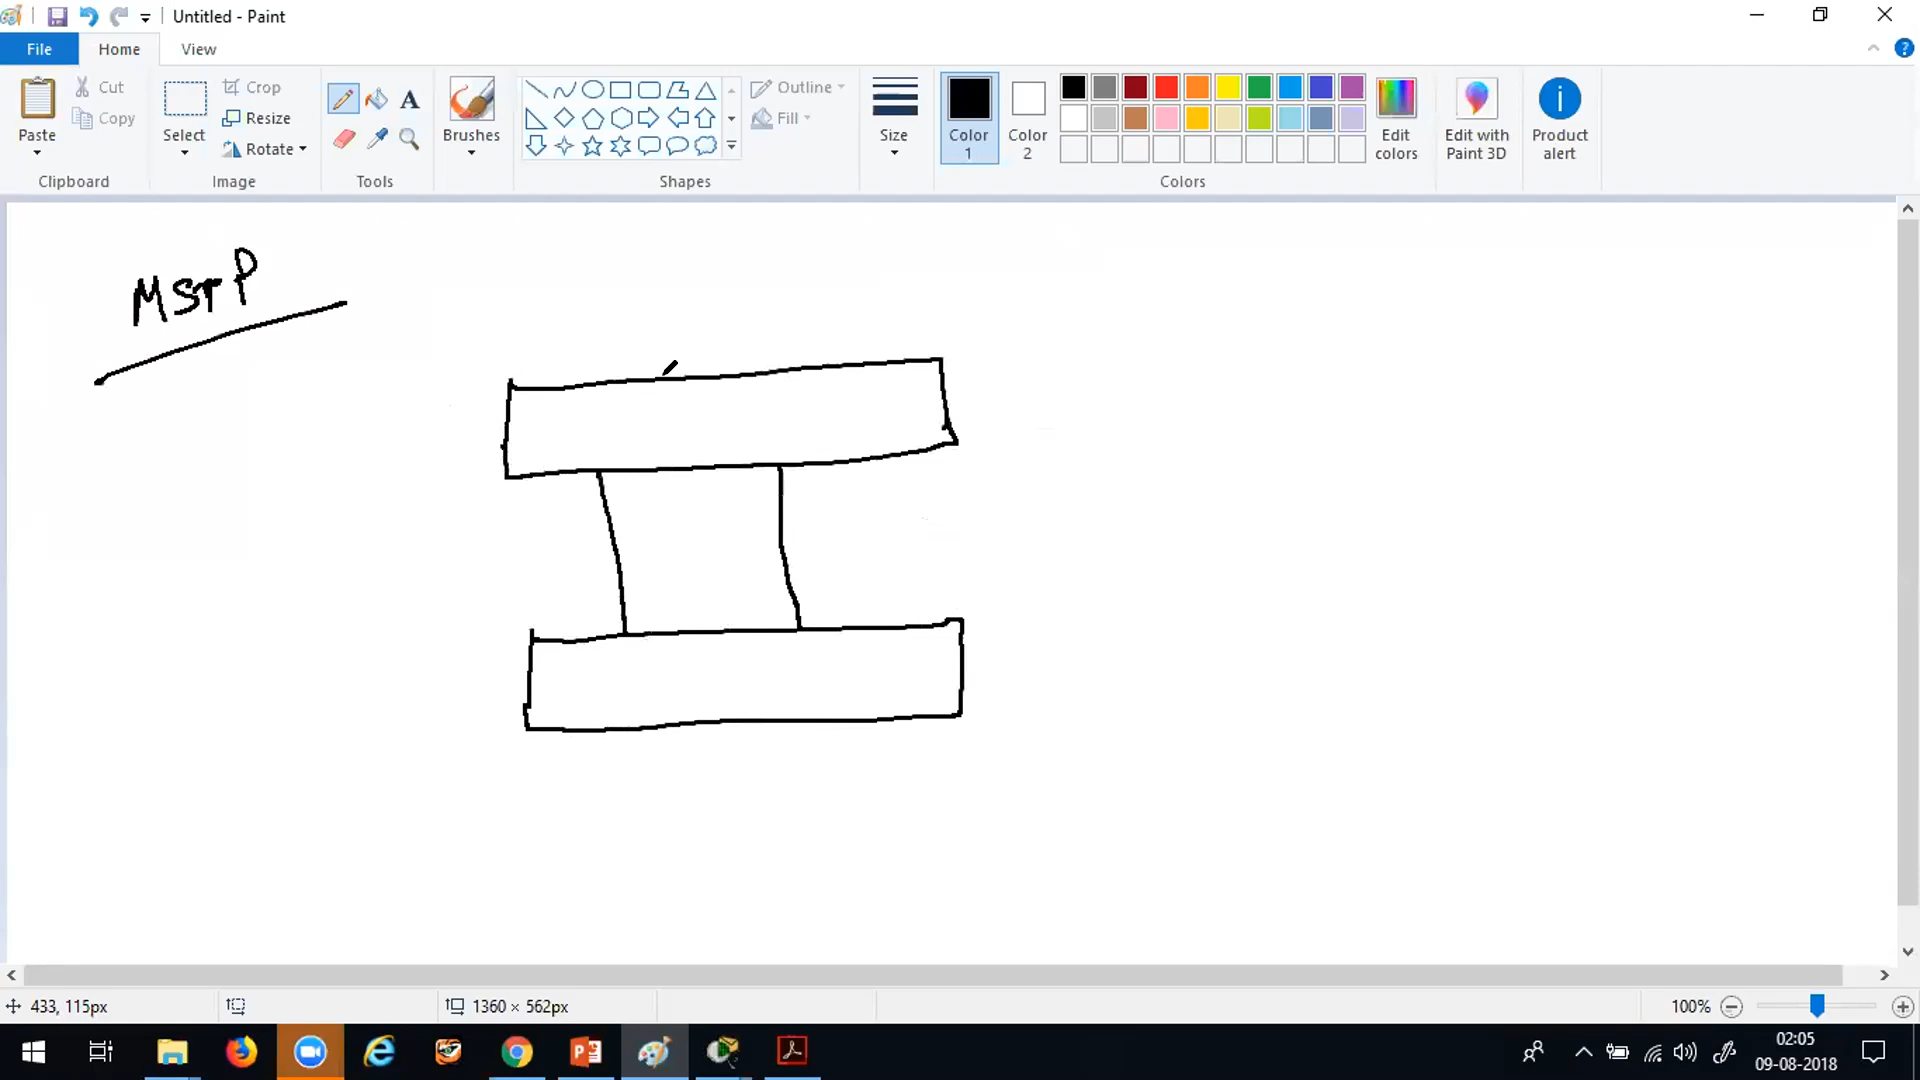 Untitled - Paint
File Home View
Paste Cut Copy
Clipboard
Select Crop Resize Rotate
Image
A
Tools
Brushes
Outline Fill
Shapes
Size
Color 1
Color 2
Edit colors
Colors
Edit with Paint 3D
Product alert
MSTP
433, 115px
1360 × 562px
100%
02:05
09-08-2018